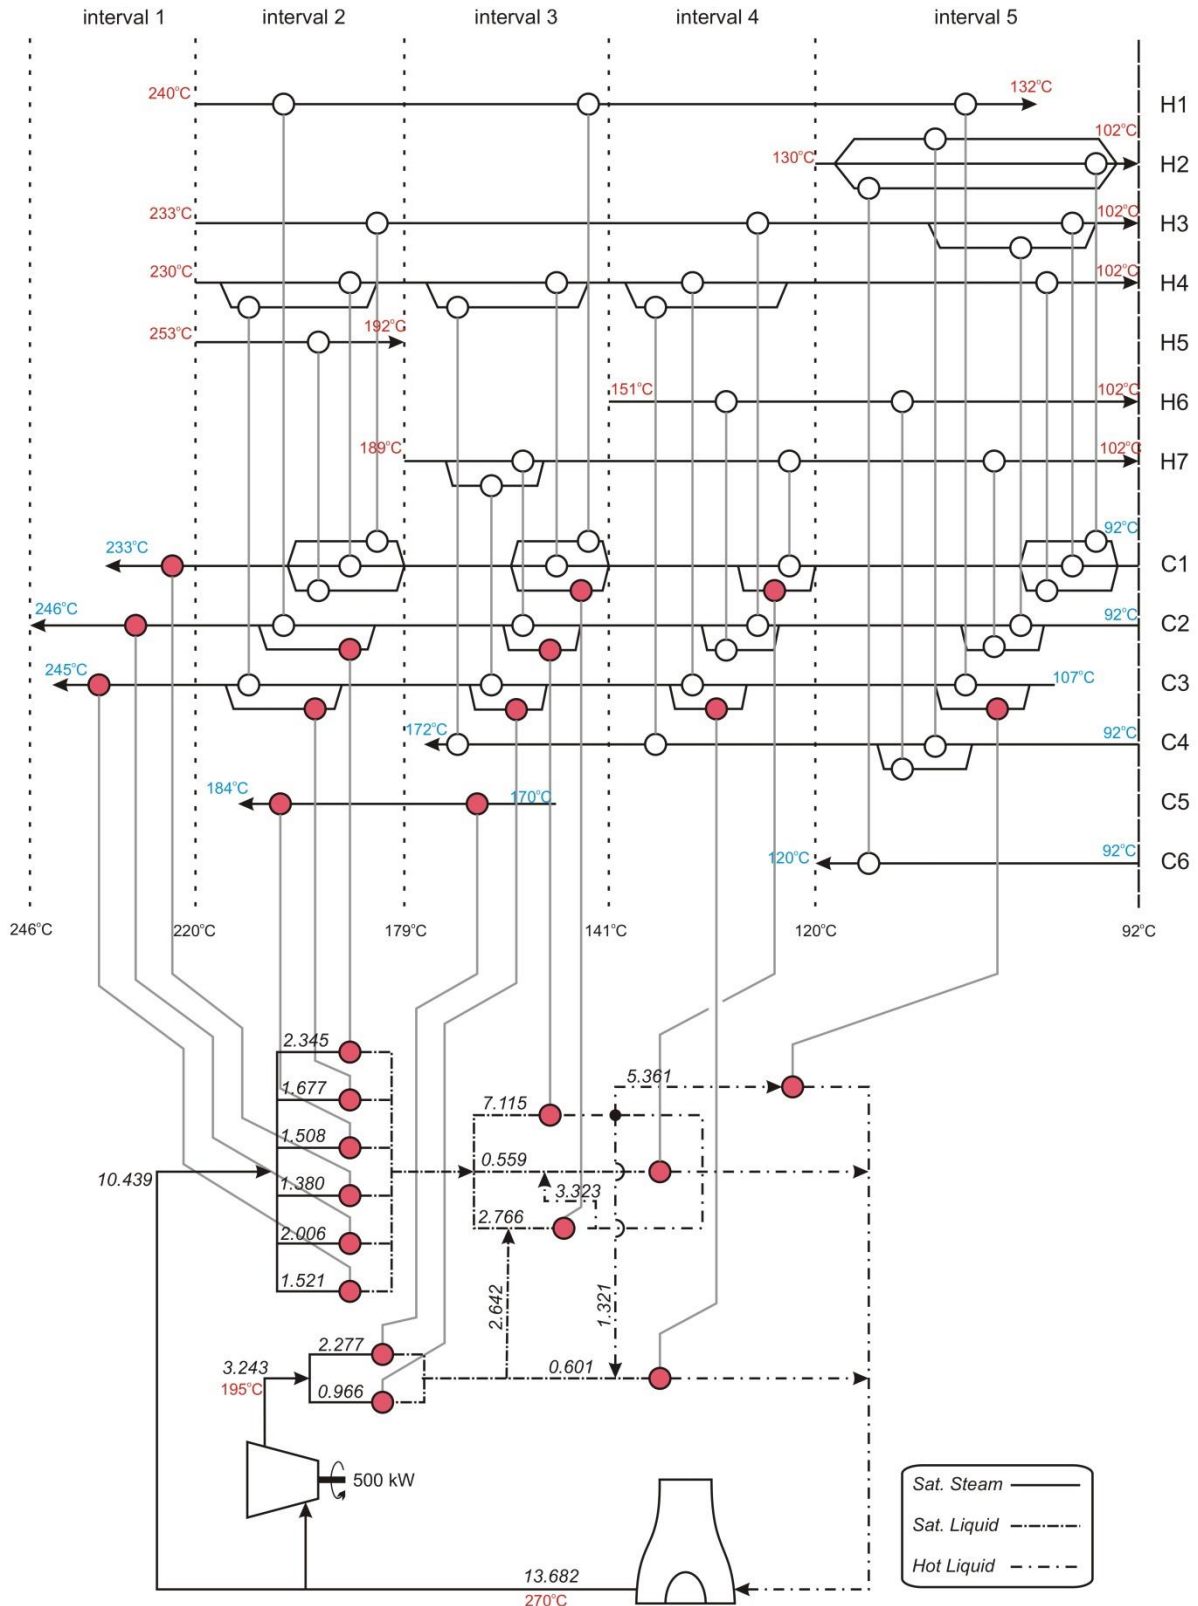 interval 1 interval 2 interval 3 interval 4 interval 5
240°C 132°C H1
102°C
130°C H2
233°C 102°C H3
230°C 102°C H4
253°C 192°C H5
151°C 102°C H6
189°C 102°C H7
233°C 92°C C1
246°C 92°C C2
245°C 107°C C3
172°C 92°C C4
184°C 170°C C5
120°C 92°C C6
246°C 220°C 179°C 141°C 120°C 92°C
2.345
5.361
1.677
7.115
1.508
0.559
10.439
1.380
3.323
2.766
2.006
1.521
2.642
1.321
2.277
3.243
0.601
195°C
0.966
500 kW
Sat. Steam
Sat. Liquid
Hot Liquid
13.682
270°C